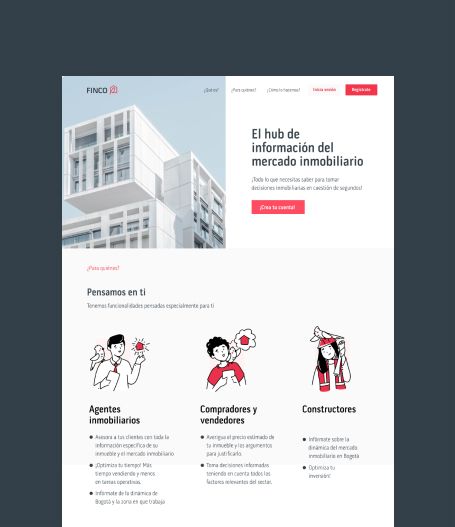 FINCO
¿Qué es?
¿Para quiénes?
¿Cómo lo hacemos?
Inicia sesión
Regístrate
El hub de
información del
mercado inmobiliario
¡Todo lo que necesitas saber para tomar
decisiones inmobiliarias en cuestión de segundos!
¡Crea tu cuenta!
¿Para quiénes?
Pensamos en ti
Tenemos funcionalidades pensadas especialmente para ti
Agentes
inmobiliarios
Asesora a tus clientes con toda la
información específica de su
inmueble y el mercado inmobiliario
¡Optimiza tu tiempo! Más
tiempo vendiendo y menos
en tareas operativas.
Infórmate de la dinámica de
Bogotá y la zona en que trabaja
Compradores y
vendedores
Averigua el precio estimado de
tu inmueble y los argumentos
para justificarlo.
Toma decisiones informadas
teniendo en cuenta todos los
factores relevantes del sector.
Constructores
Infórmate sobre la
dinámica del mercado
inmobiliario en Bogotá
Optimiza tu
inversión!